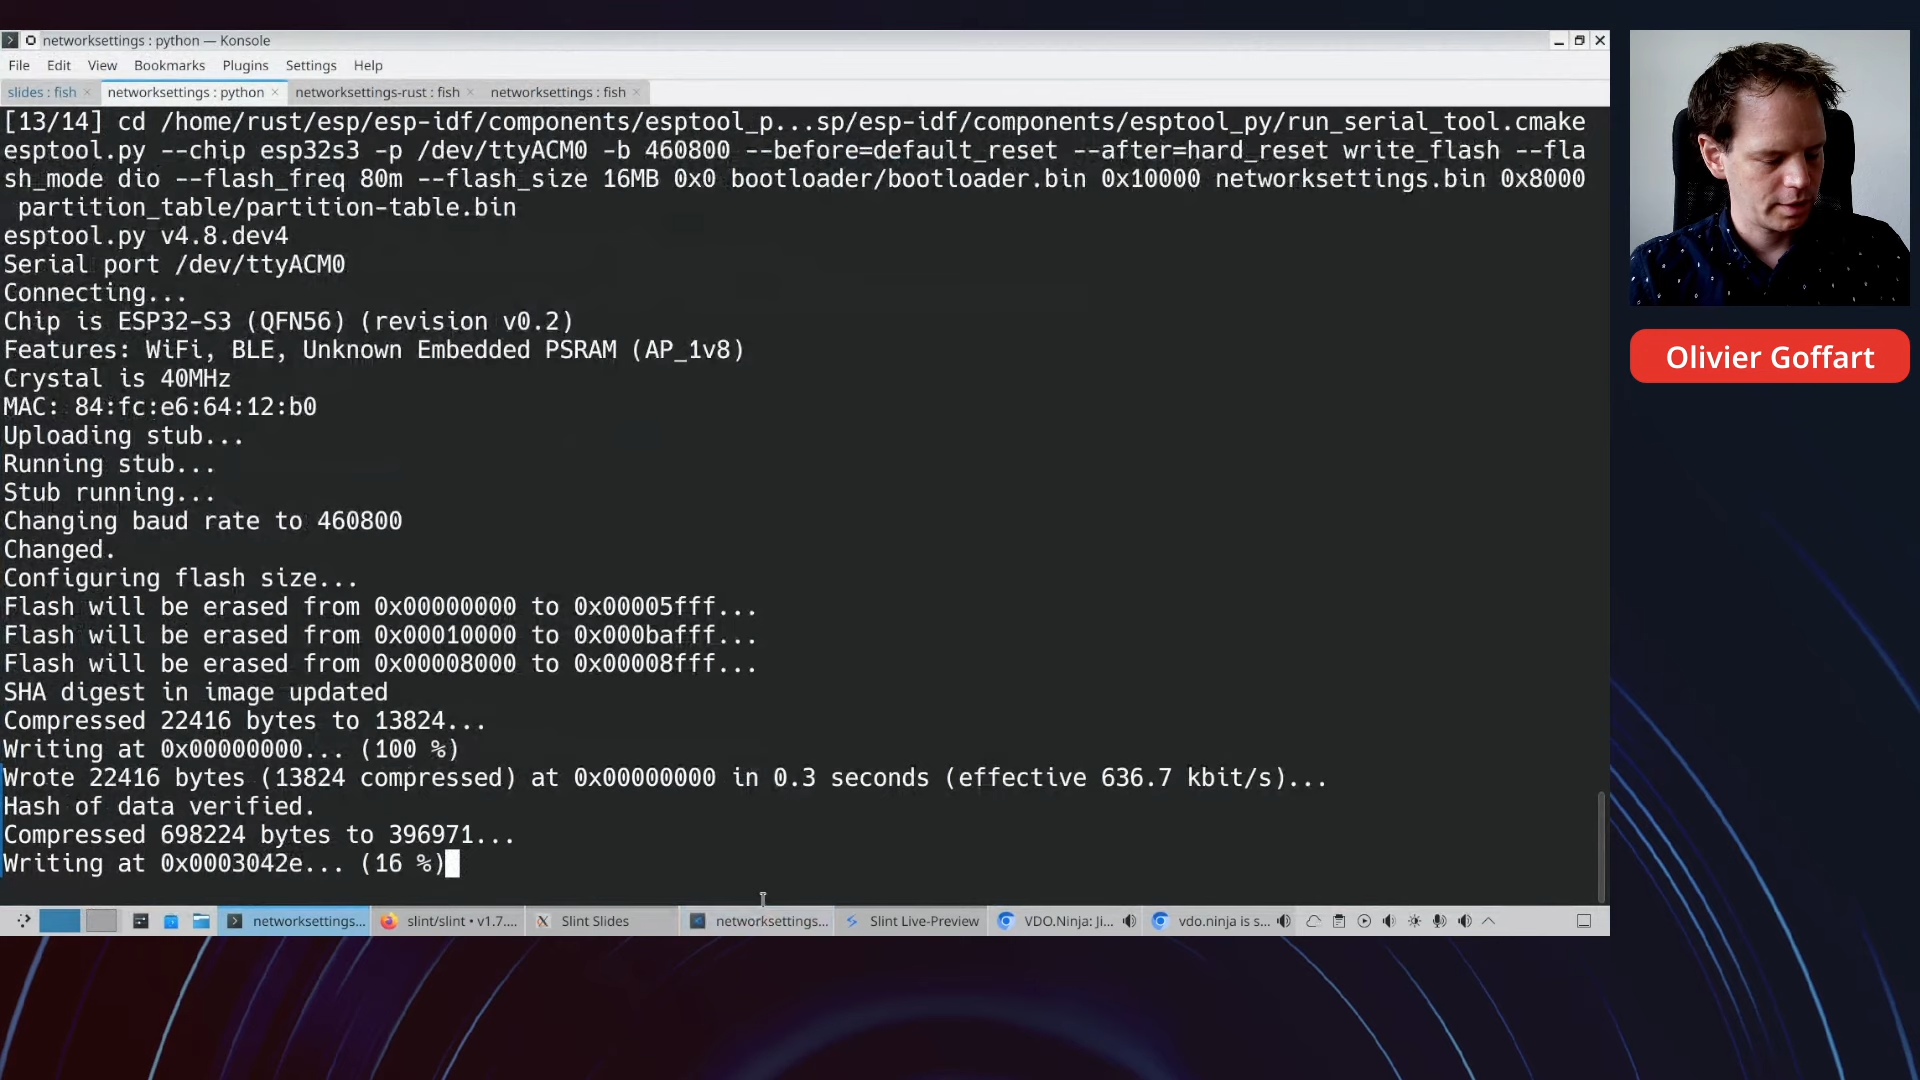 networksettings : python — Konsole
File Edit View Bookmarks Plugins Settings Help
slides : fish × networksettings : python × networksettings-rust : fish × networksettings : fish ×
[13/14] cd /home/rust/esp/esp-idf/components/esptool_p...sp/esp-idf/components/esptool_py/run_serial_tool.cmake
esptool.py --chip esp32s3 -p /dev/ttyACM0 -b 460800 --before=default_reset --after=hard_reset write_flash --fla
sh_mode dio --flash_freq 80m --flash_size 16MB 0x0 bootloader/bootloader.bin 0x10000 networksettings.bin 0x8000
partition_table/partition-table.bin
esptool.py v4.8.dev4
Serial port /dev/ttyACM0
Connecting...
Chip is ESP32-S3 (QFN56) (revision v0.2)
Features: WiFi, BLE, Unknown Embedded PSRAM (AP_1v8)
Crystal is 40MHz
MAC: 84:fc:e6:64:12:b0
Uploading stub...
Running stub...
Stub running...
Changing baud rate to 460800
Changed.
Configuring flash size...
Flash will be erased from 0x00000000 to 0x00005fff...
Flash will be erased from 0x00010000 to 0x000bafff...
Flash will be erased from 0x00008000 to 0x00008fff...
SHA digest in image updated
Compressed 22416 bytes to 13824...
Writing at 0x00000000... (100 %)
Wrote 22416 bytes (13824 compressed) at 0x00000000 in 0.3 seconds (effective 636.7 kbit/s)...
Hash of data verified.
Compressed 698224 bytes to 396971...
Writing at 0x0003042e... (16 %)
networksettings... slint/slint • v1.7.... Slint Slides networksettings... Slint Live-Preview VDO.Ninja: Ji... vdo.ninja is s...
Olivier Goffart